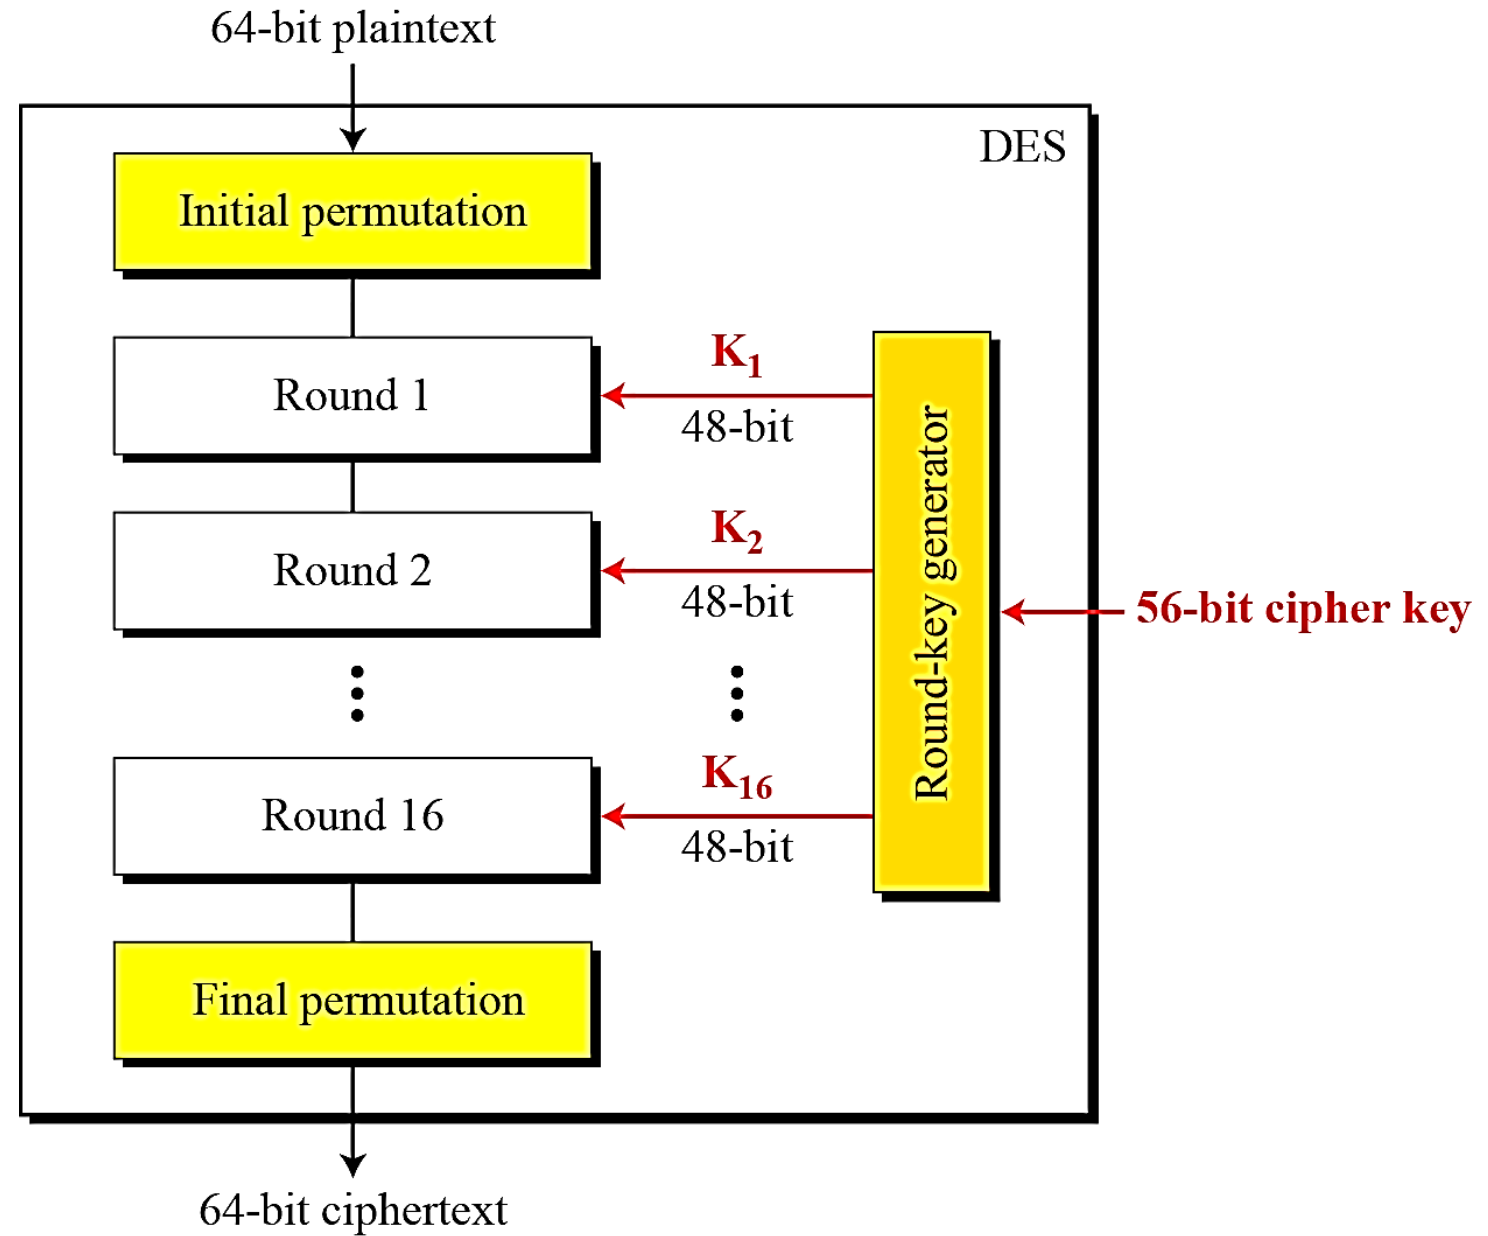 64-bit plaintext
DES
Initial permutation
Round 1
K1
48-bit
Round 2
K2
48-bit
Round-key generator
56-bit cipher key
Round 16
K16
48-bit
Final permutation
64-bit ciphertext